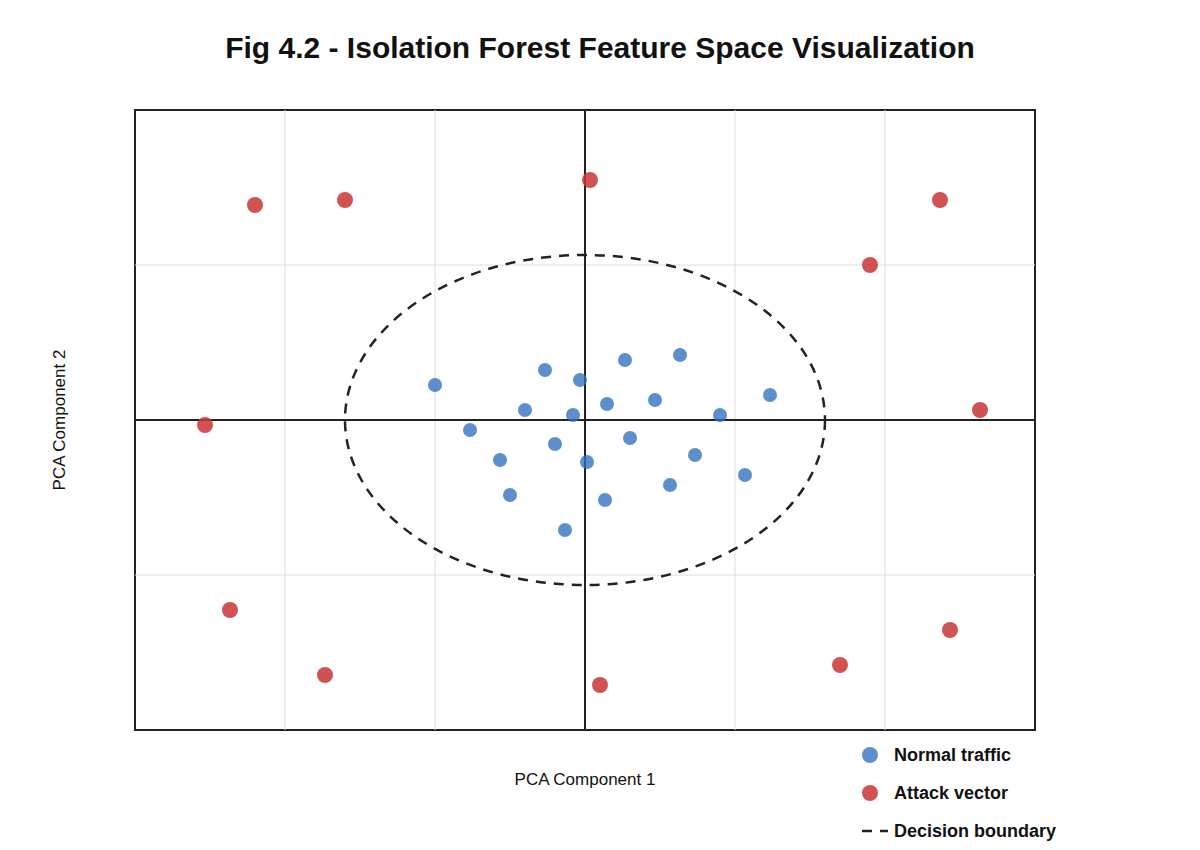 Fig 4.2 - Isolation Forest Feature Space Visualization
PCA Component 2
PCA Component 1
Normal traffic
Attack vector
Decision boundary